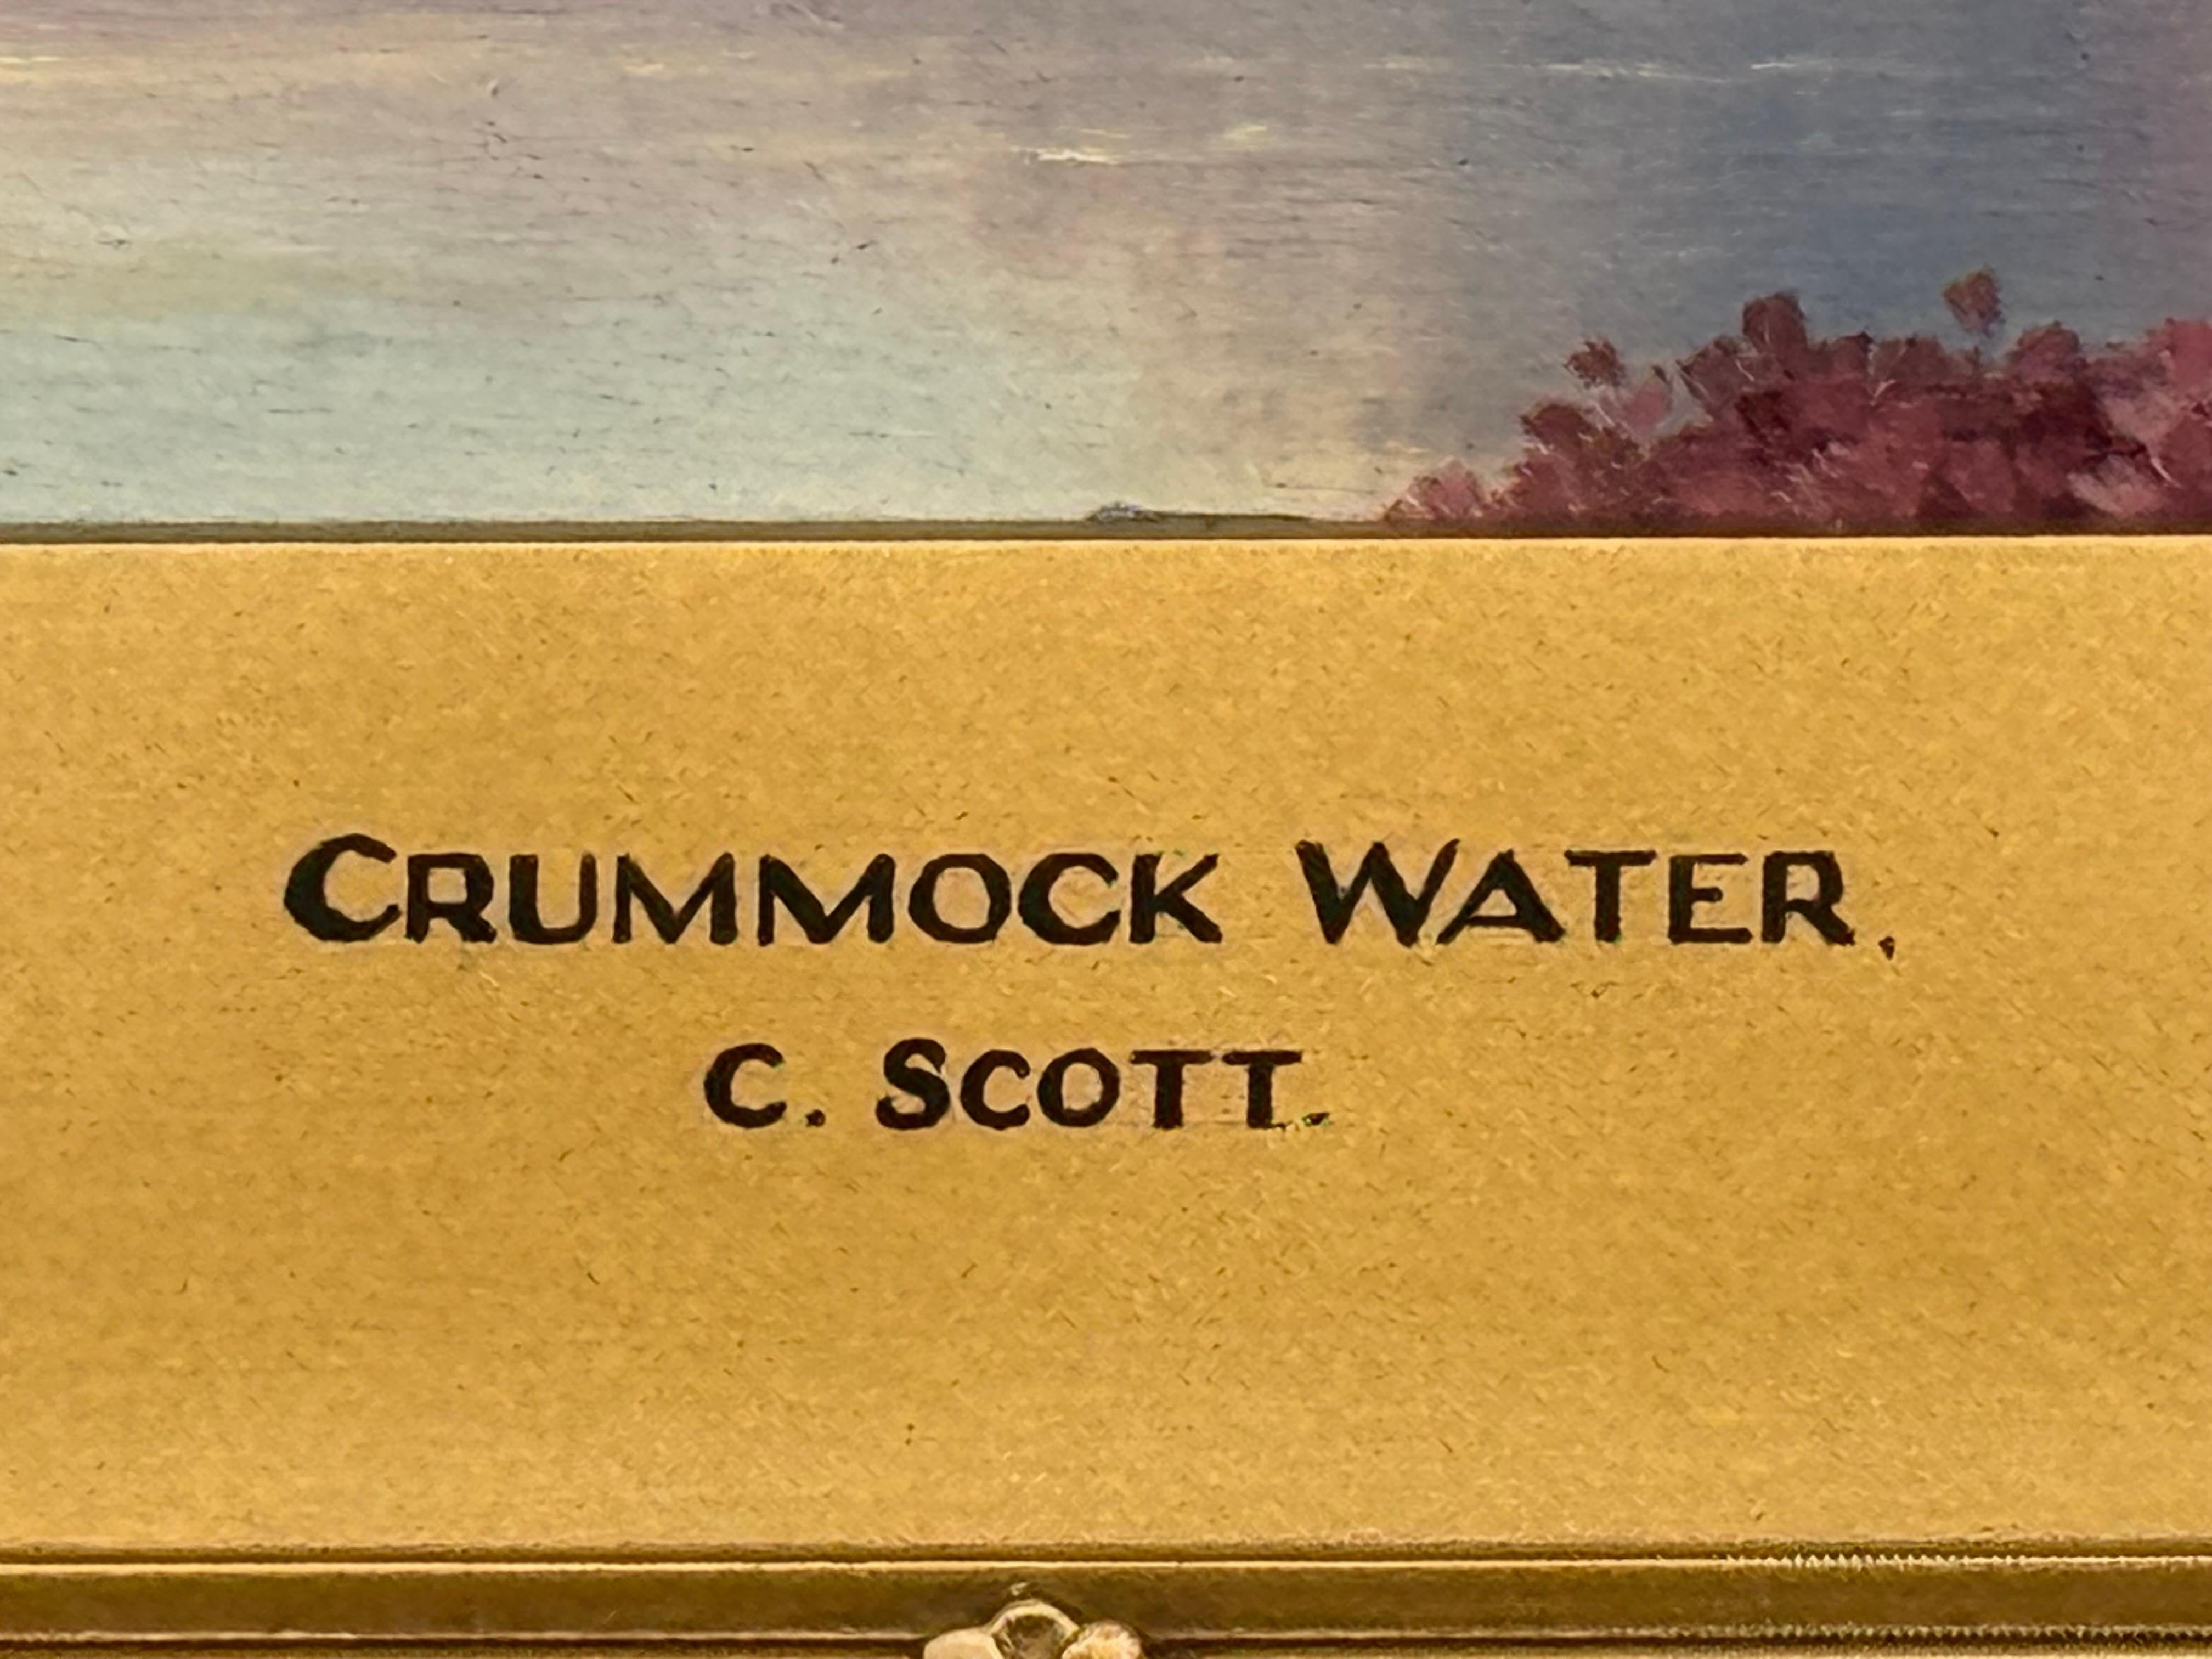 CRUMMOCK WATER,
C. SCOTT.